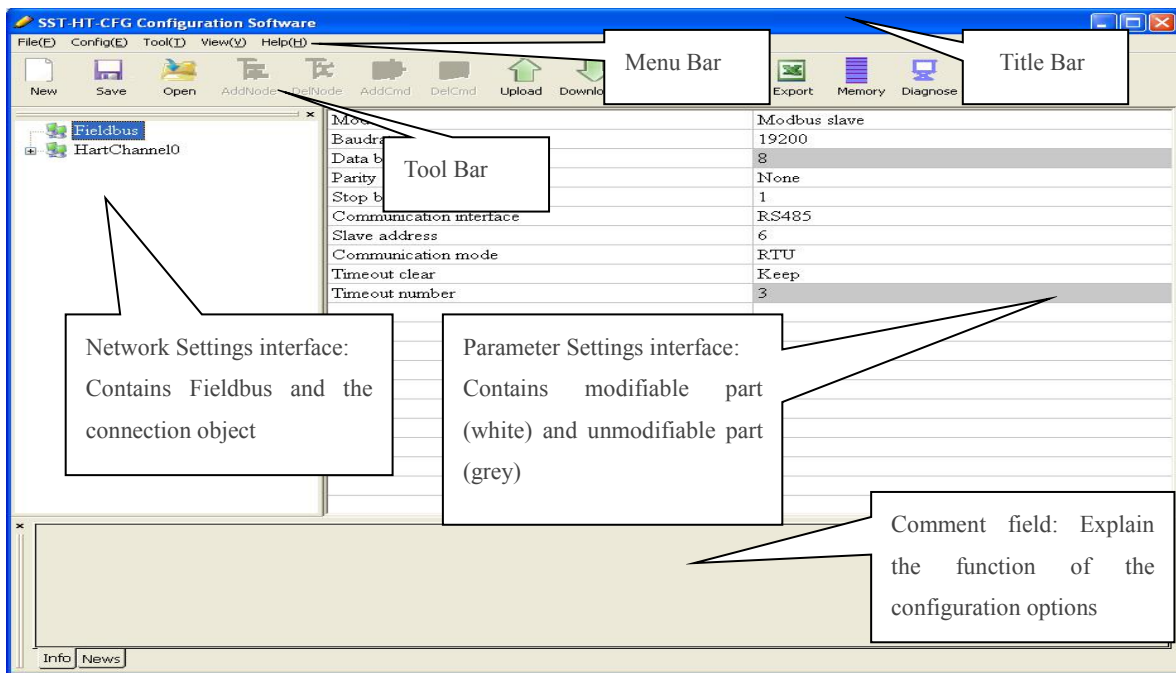 SST-HT-CFG Configuration Software
File(F) Config(E) Tool(T) View(V) Help(H)
Menu Bar
Title Bar
New Save Open AddNode DelNode AddCmd DelCmd Upload Export Memory Diagnose
Fieldbus
HartChannel0
Tool Bar
Modbus slave
19200
8
Parity None
1
Communication interface RS485
Slave address 6
Communication mode RTU
Timeout clear Keep
Timeout number 3
Network Settings interface:
Contains Fieldbus and the
connection object
Parameter Settings interface:
Contains modifiable part
(white) and unmodifiable part
(grey)
Comment field: Explain
the function of the
configuration options
Info News